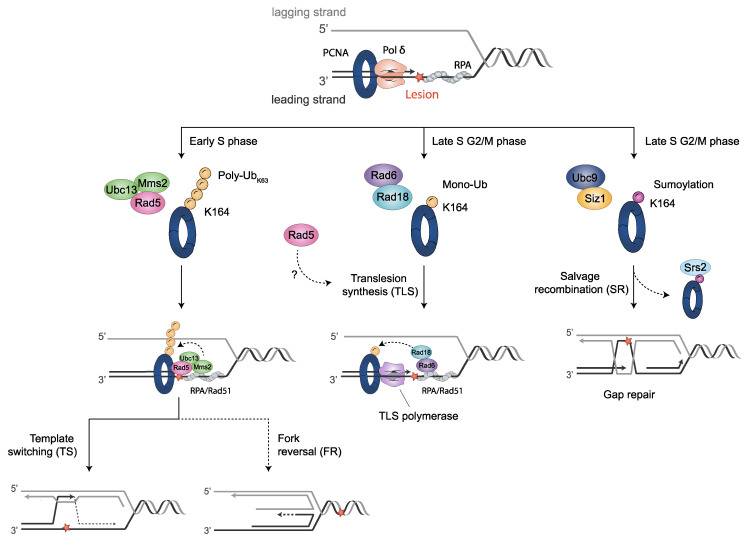 lagging strand
5'
PCNA
Pol δ
RPA
3'
Lesion
leading strand
Early S phase
Late S G2/M phase
Late S G2/M phase
Ubc13
Mms2
Rad5
Poly-UbK63
K164
Rad6
Rad18
Mono-Ub
K164
Ubc9
Siz1
Sumoylation
K164
Rad5
?
Translesion
synthesis (TLS)
Salvage
recombination (SR)
Srs2
5'
Ubc13
Rad5
Mms2
3'
RPA/Rad51
5'
Rad18
Rad6
3'
RPA/Rad51
TLS polymerase
5'
3'
Gap repair
Template
switching (TS)
Fork
reversal (FR)
5'
3'
5'
3'